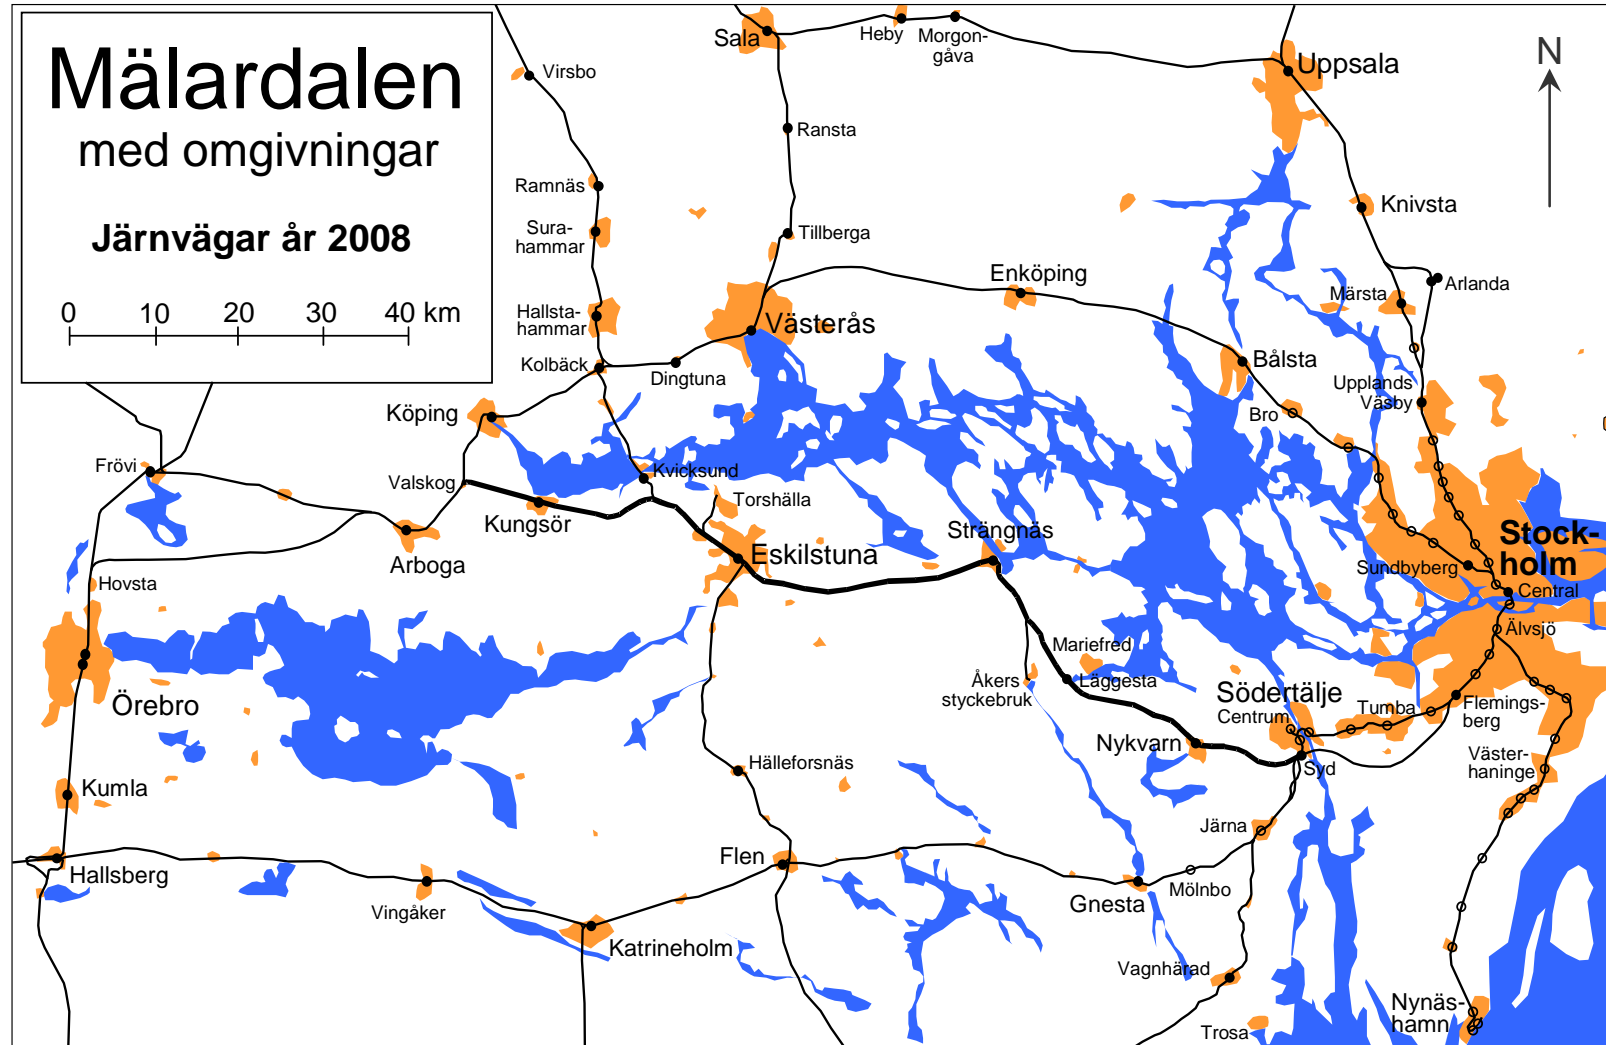 Mälardalen
med omgivningar
Järnvägar år 2008
0 10 20 30 40 km
N
Sala
Heby
Morgon-
gåva
Uppsala
Virsbo
Ransta
Ramnäs
Sura-
hammar
Tillberga
Knivsta
Enköping
Arlanda
Märsta
Hallsta-
hammar
Västerås
Kolbäck
Dingtuna
Bålsta
Upplands
Väsby
Köping
Bro
Frövi
Valskog
Kvicksund
Torshälla
Kungsör
Strängnäs
Stock-
holm
Central
Arboga
Eskilstuna
Sundbyberg
Hovsta
Älvsjö
Mariefred
Åkers
styckebruk
Läggesta
Södertälje
Centrum
Tumba
Flemings-
berg
Örebro
Nykvarn
Syd
Väster-
haninge
Hälleforsnäs
Kumla
Järna
Flen
Hallsberg
Mölnbo
Gnesta
Vingåker
Katrineholm
Vagnhärad
Trosa
Nynäs-
hamn